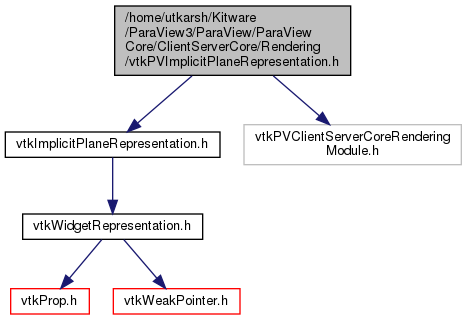 /home/utkarsh/Kitware
/ParaView3/ParaView/ParaView
Core/ClientServerCore/Rendering
/vtkPVImplicitPlaneRepresentation.h
vtkImplicitPlaneRepresentation.h
vtkPVClientServerCoreRendering
Module.h
vtkWidgetRepresentation.h
vtkProp.h
vtkWeakPointer.h